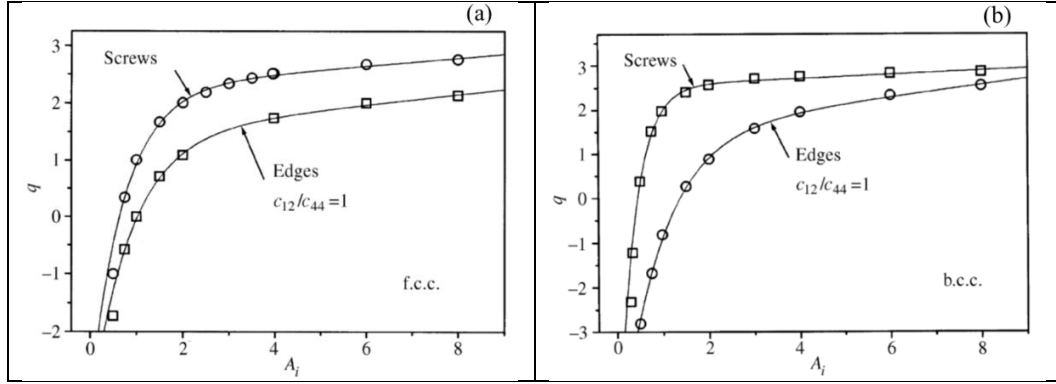 (a)
3
2
1
0
−1
−2
q
Screws
Edges
c12/c44=1
f.c.c.
0 2 4 6 8
Ai
(b)
3
2
1
0
−1
−2
−3
q
Screws
Edges
c12/c44=1
b.c.c.
0 2 4 6 8
Ai